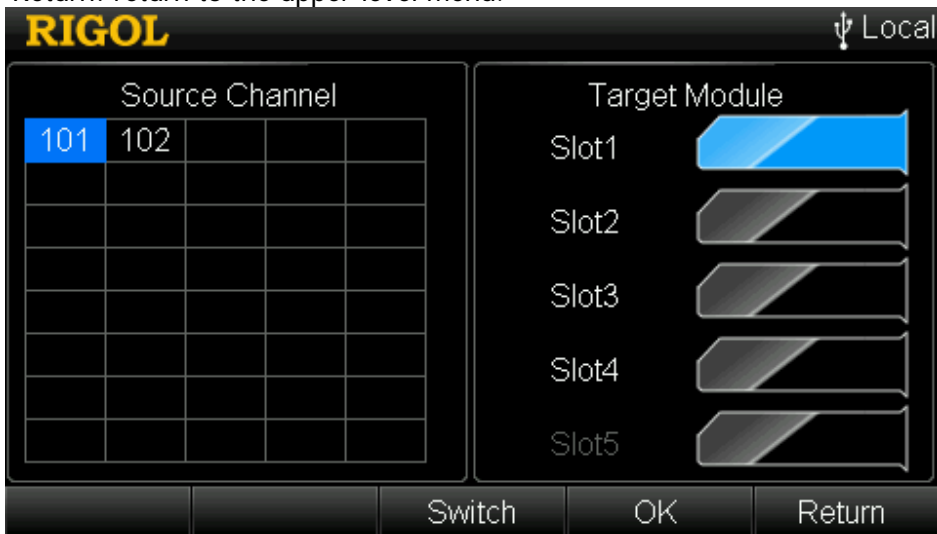 RIGOL Local
Source Channel
101 102
Target Module
Slot1
Slot2
Slot3
Slot4
Slot5
Switch OK Return